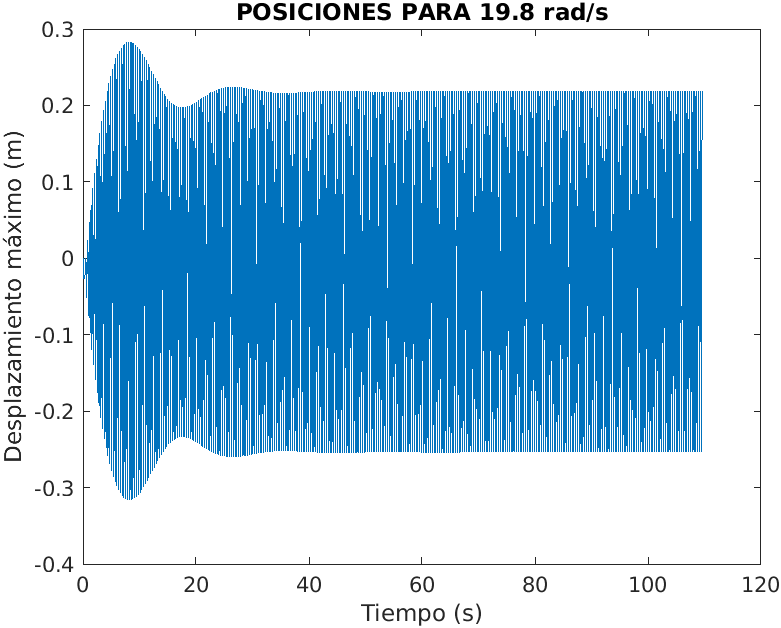 POSICIONES PARA 19.8 rad/s
0.3
0.2
0.1
0
-0.1
-0.2
-0.3
-0.4
Desplazamiento máximo (m)
0 20 40 60 80 100 120
Tiempo (s)